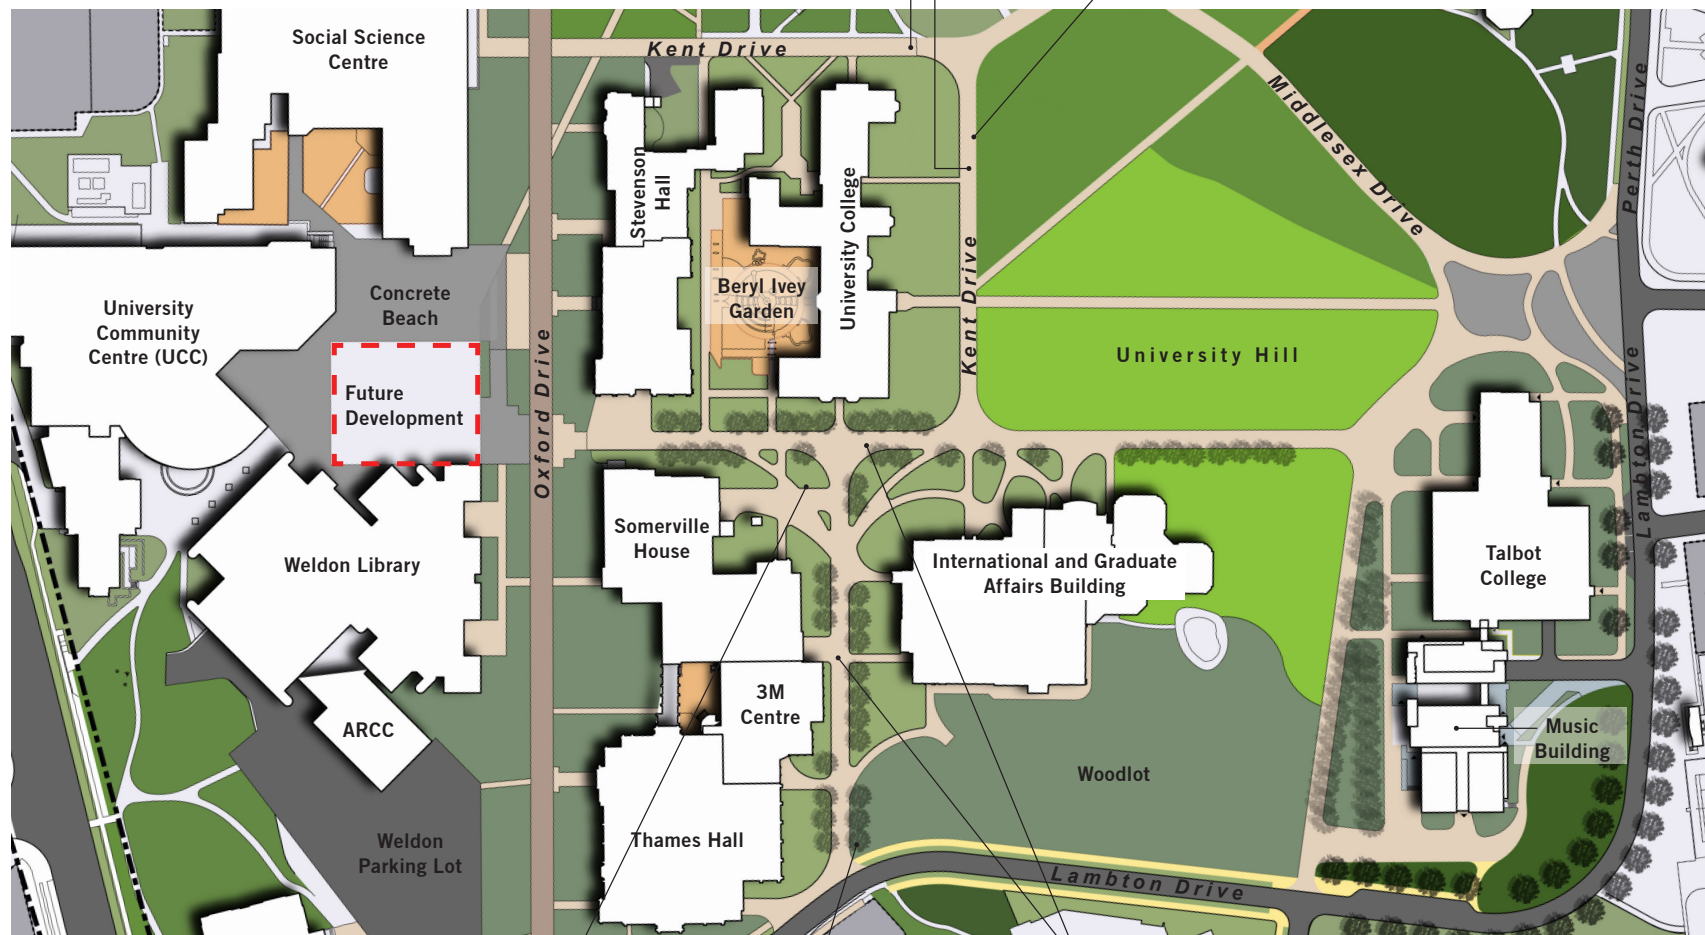 Social Science
Centre
Kent Drive
Middlesex Drive
Perth Drive
Stevenson
Hall
University College
Beryl Ivey
Garden
Kent Drive
Concrete
Beach
University
Community
Centre (UCC)
Future
Development
Oxford Drive
University Hill
Lambton Drive
Somerville
House
Weldon Library
International and Graduate
Affairs Building
Talbot
College
3M
Centre
ARCC
Music
Building
Woodlot
Thames Hall
Weldon
Parking Lot
Lambton Drive